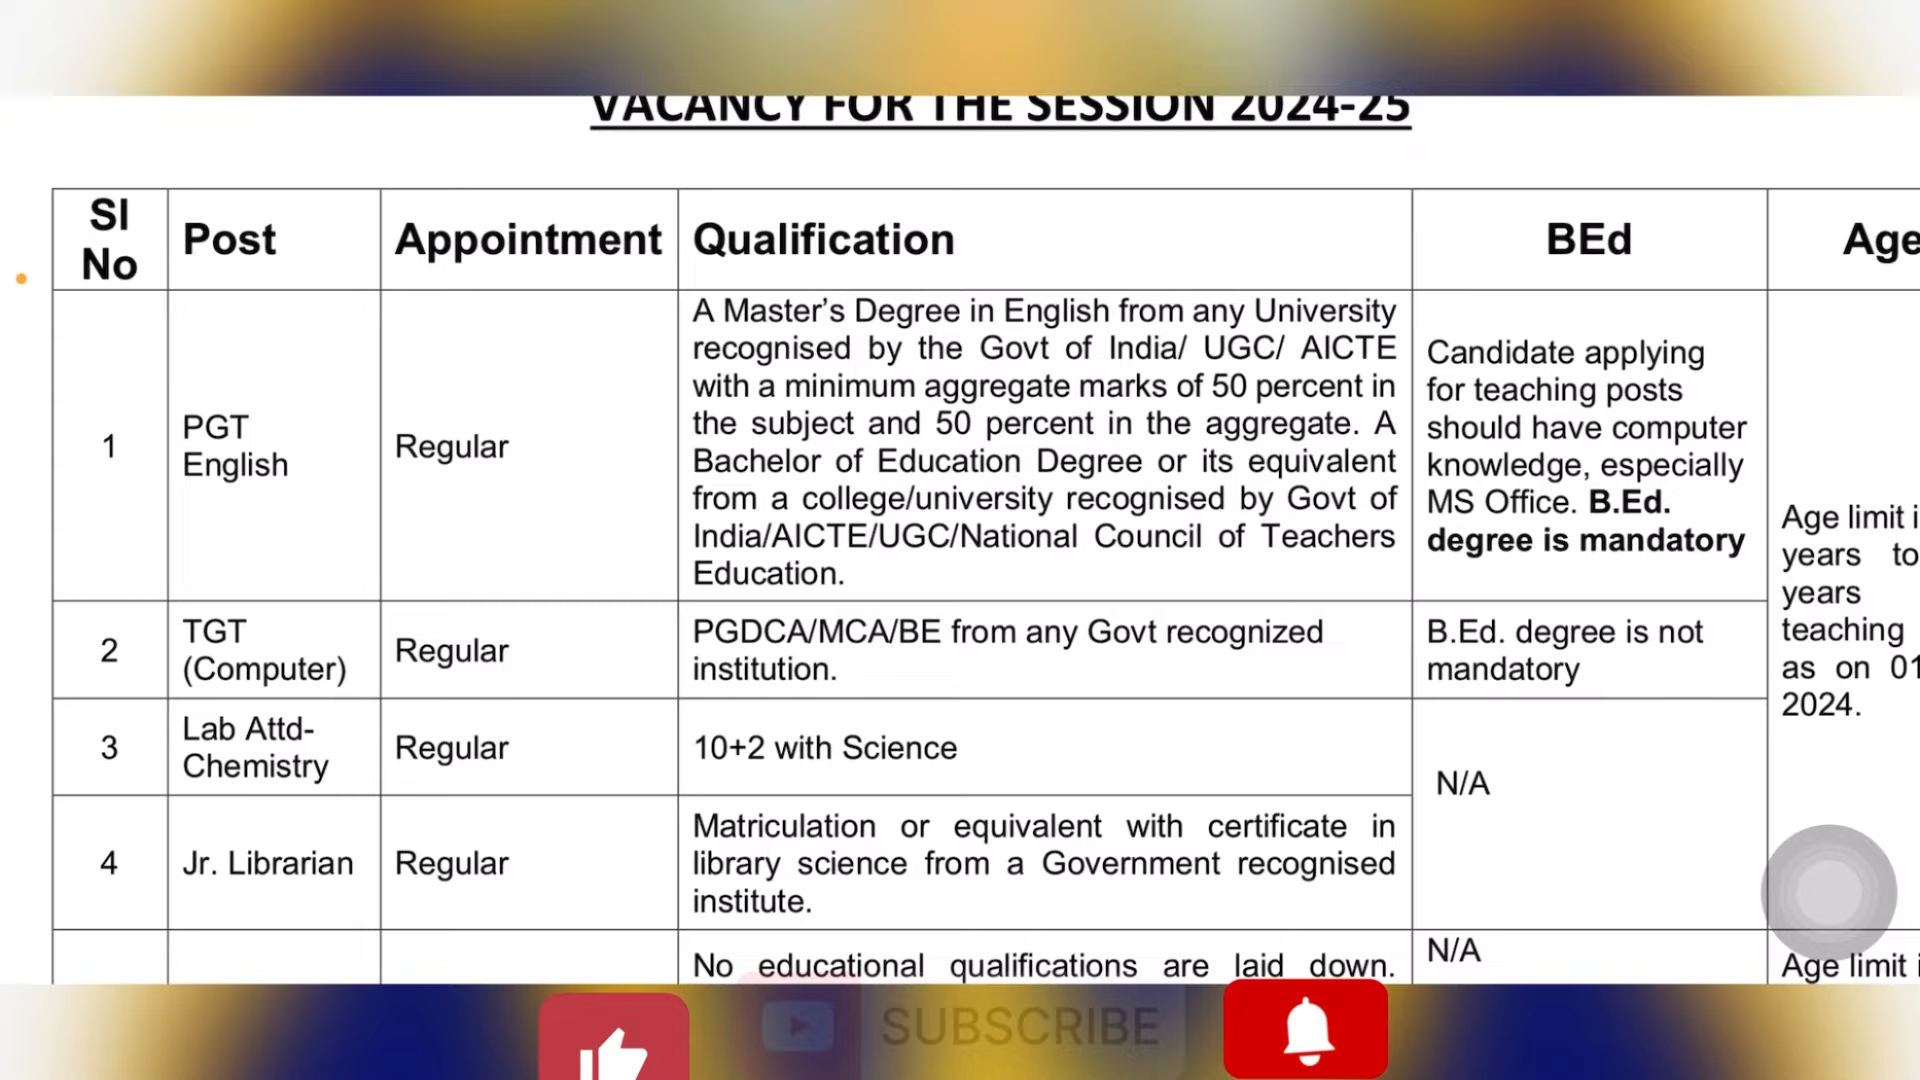 VACANCY FOR THE SESSION 2024-25
Sl
No
Post
Appointment
Qualification
BEd
Age
1
PGT
English
Regular
A Master’s Degree in English from any University
recognised by the Govt of India/ UGC/ AICTE
with a minimum aggregate marks of 50 percent in
the subject and 50 percent in the aggregate. A
Bachelor of Education Degree or its equivalent
from a college/university recognised by Govt of
India/AICTE/UGC/National Council of Teachers
Education.
Candidate applying
for teaching posts
should have computer
knowledge, especially
MS Office. B.Ed.
degree is mandatory
Age limit i
years to
years
teaching
as on 01
2024.
2
TGT
(Computer)
Regular
PGDCA/MCA/BE from any Govt recognized
institution.
B.Ed. degree is not
mandatory
3
Lab Attd-
Chemistry
Regular
10+2 with Science
N/A
4
Jr. Librarian
Regular
Matriculation or equivalent with certificate in
library science from a Government recognised
institute.
No educational qualifications are laid down.
N/A
Age limit i
SUBSCRIBE